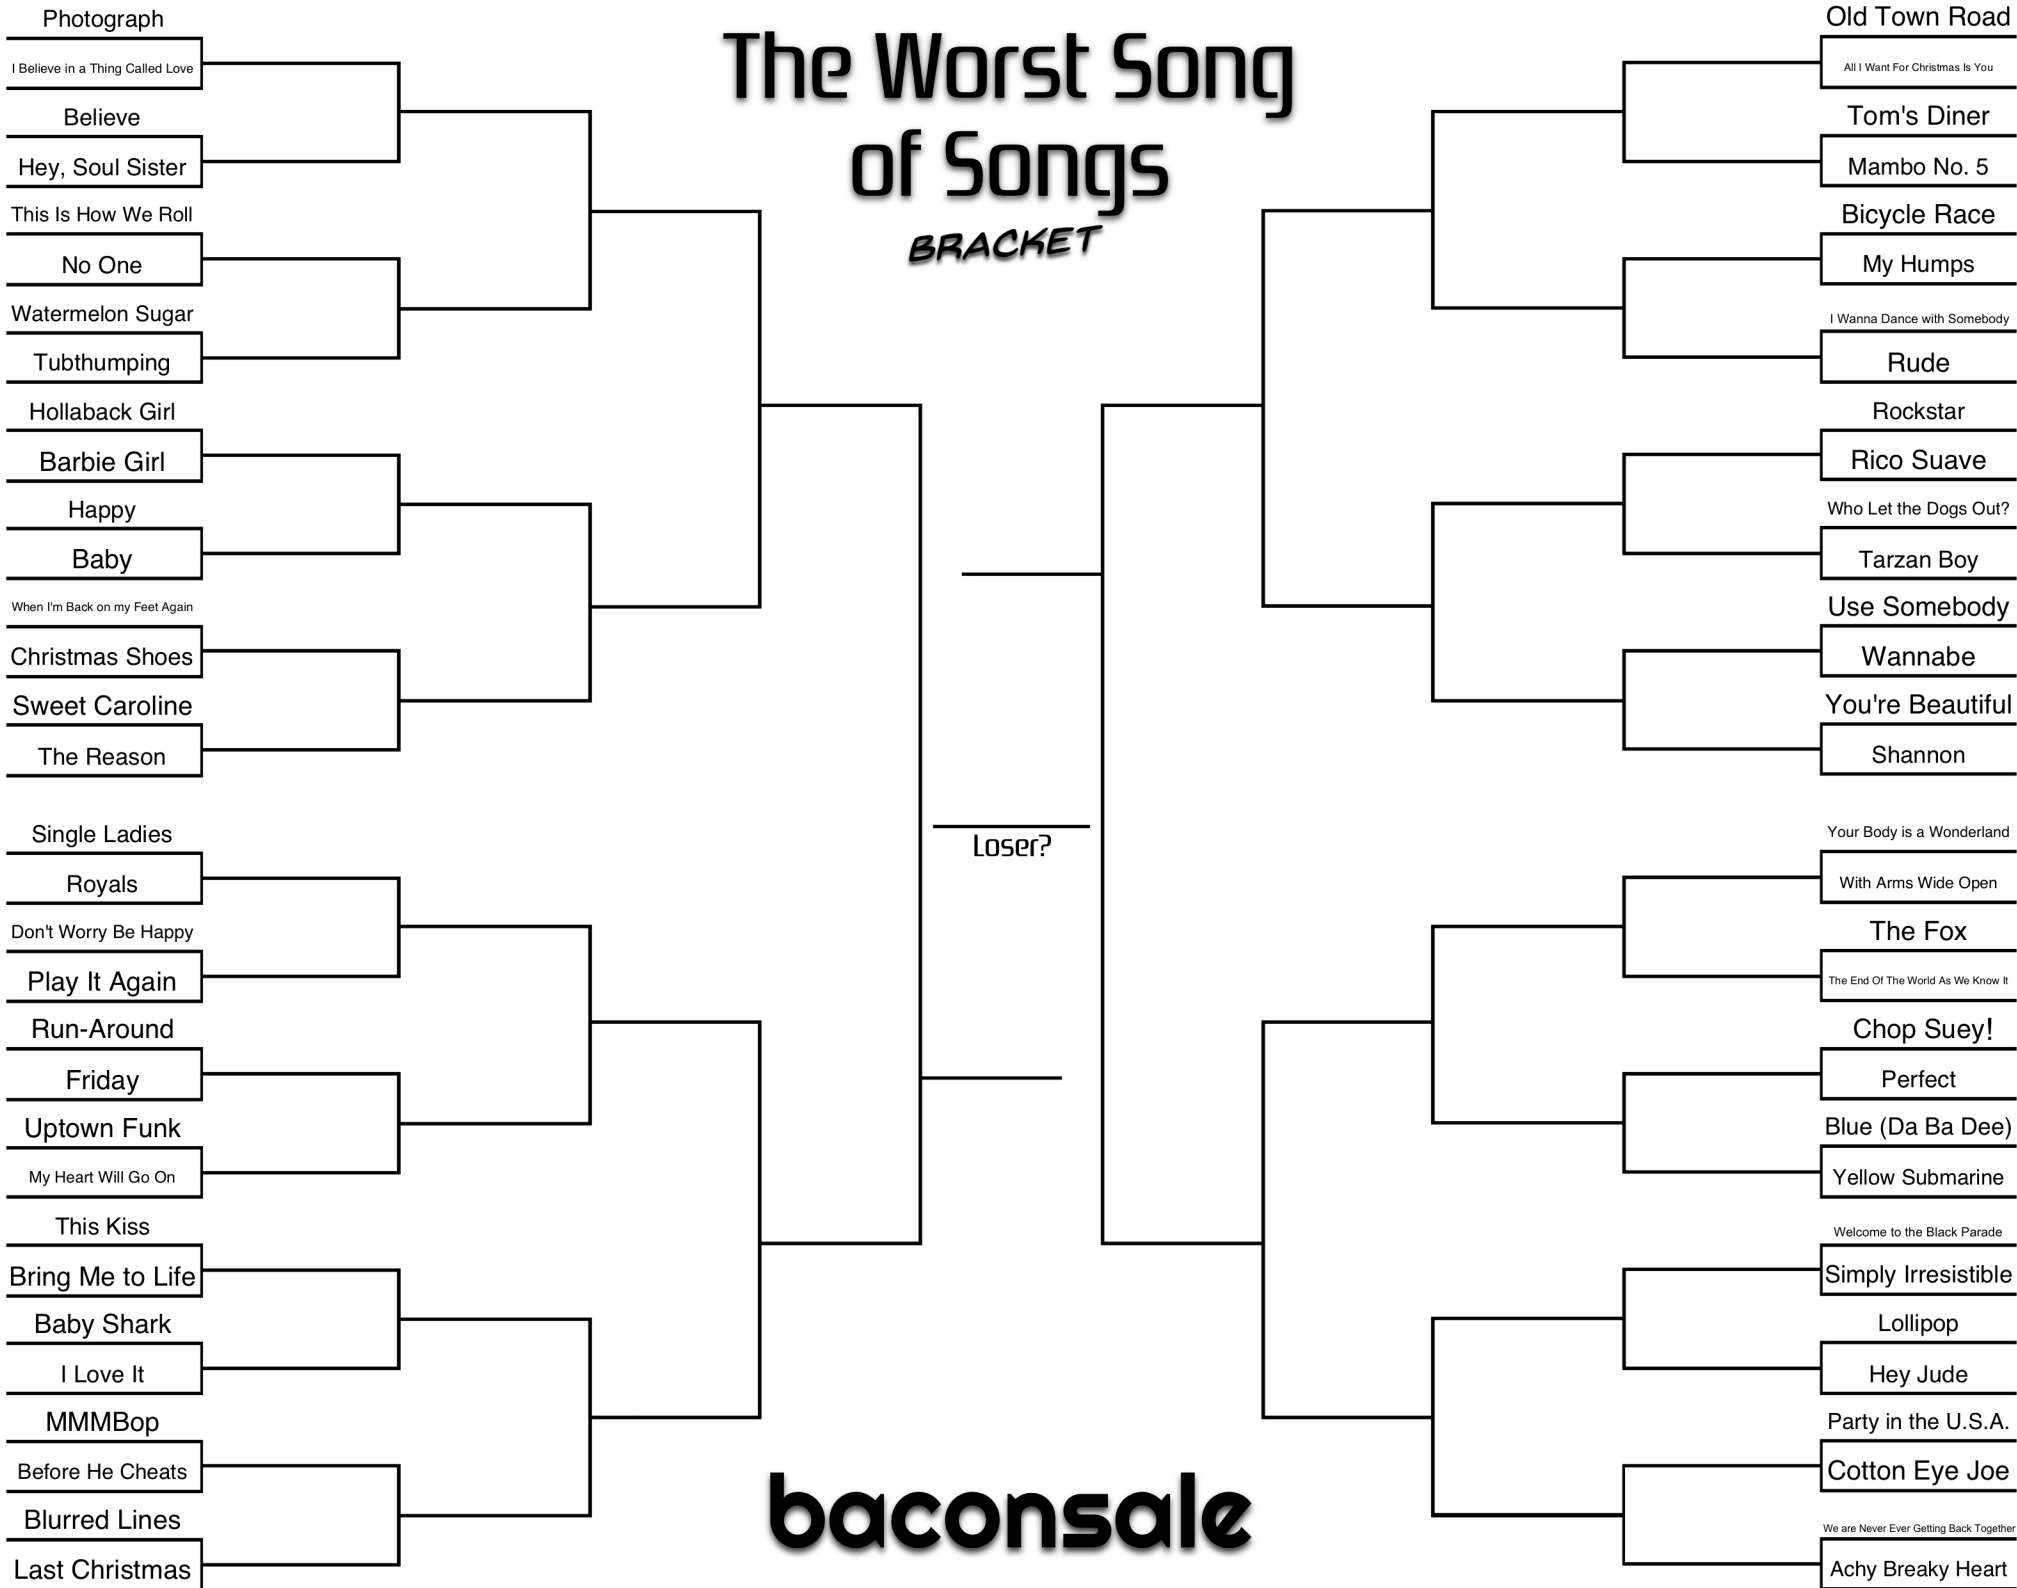 The Worst Song
of Songs
BRACKET
Photograph
I Believe in a Thing Called Love
Believe
Hey, Soul Sister
This Is How We Roll
No One
Watermelon Sugar
Tubthumping
Hollaback Girl
Barbie Girl
Happy
Baby
When I'm Back on my Feet Again
Christmas Shoes
Sweet Caroline
The Reason
Single Ladies
Royals
Don't Worry Be Happy
Play It Again
Run-Around
Friday
Uptown Funk
My Heart Will Go On
This Kiss
Bring Me to Life
Baby Shark
I Love It
MMMBop
Before He Cheats
Blurred Lines
Last Christmas
Loser?
Old Town Road
All I Want For Christmas Is You
Tom's Diner
Mambo No. 5
Bicycle Race
My Humps
I Wanna Dance with Somebody
Rude
Rockstar
Rico Suave
Who Let the Dogs Out?
Tarzan Boy
Use Somebody
Wannabe
You're Beautiful
Shannon
Your Body is a Wonderland
With Arms Wide Open
The Fox
The End Of The World As We Know It
Chop Suey!
Perfect
Blue (Da Ba Dee)
Yellow Submarine
Welcome to the Black Parade
Simply Irresistible
Lollipop
Hey Jude
Party in the U.S.A.
Cotton Eye Joe
We are Never Ever Getting Back Together
Achy Breaky Heart
baconsale